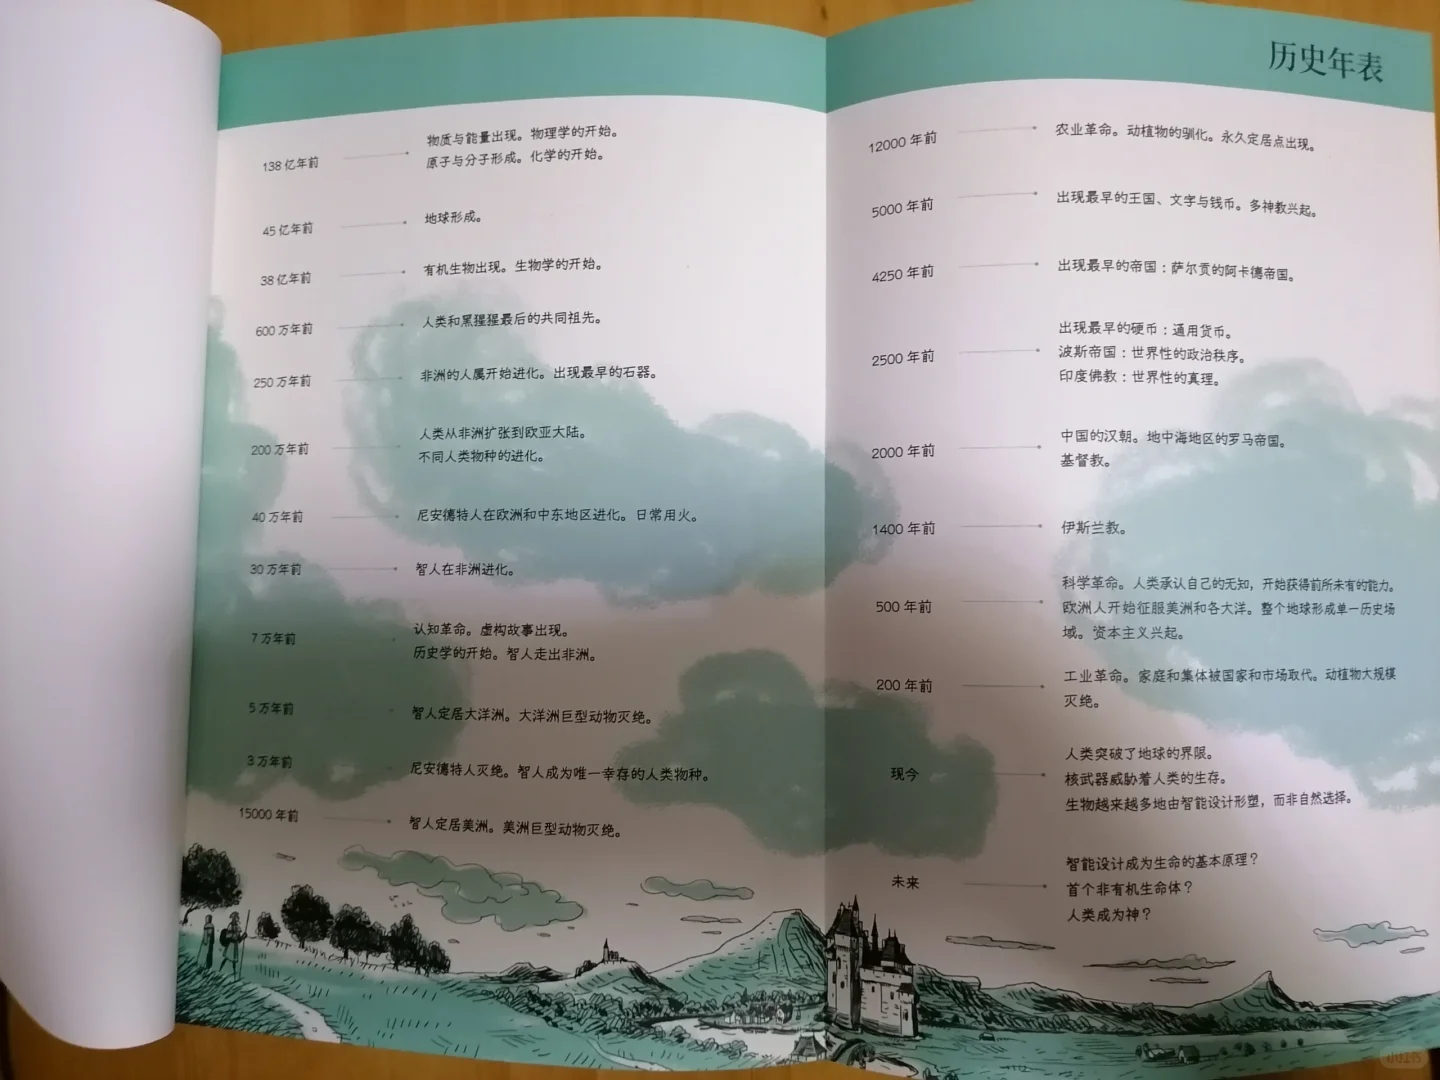 历史年表
138 亿年前
物质与能量出现。物理学的开始。
原子与分子形成。化学的开始。
45 亿年前
地球形成。
38 亿年前
有机生物出现。生物学的开始。
600 万年前
人类和黑猩猩最后的共同祖先。
250 万年前
非洲的人属开始进化。出现最早的石器。
200 万年前
人类从非洲扩张到欧亚大陆。
不同人类物种的进化。
40 万年前
尼安德特人在欧洲和中东地区进化。日常用火。
30 万年前
智人在非洲进化。
7 万年前
认知革命。虚构故事出现。
历史学的开始。智人走出非洲。
5 万年前
智人定居大洋洲。大洋洲巨型动物灭绝。
3 万年前
尼安德特人灭绝。智人成为唯一幸存的人类物种。
15000 年前
智人定居美洲。美洲巨型动物灭绝。
12000 年前
农业革命。动植物的驯化。永久定居点出现。
5000 年前
出现最早的王国、文字与钱币。多神教兴起。
4250 年前
出现最早的帝国：萨尔贡的阿卡德帝国。
2500 年前
出现最早的硬币：通用货币。
波斯帝国：世界性的政治秩序。
印度佛教：世界性的真理。
2000 年前
中国的汉朝。地中海地区的罗马帝国。
基督教。
1400 年前
伊斯兰教。
500 年前
科学革命。人类承认自己的无知，开始获得前所未有的能力。
欧洲人开始征服美洲和各大洋。整个地球形成单一历史场
域。资本主义兴起。
200 年前
工业革命。家庭和集体被国家和市场取代。动植物大规模
灭绝。
现今
人类突破了地球的界限。
核武器威胁着人类的生存。
生物越来越多地由智能设计形塑，而非自然选择。
未来
智能设计成为生命的基本原理？
首个非有机生命体？
人类成为神？